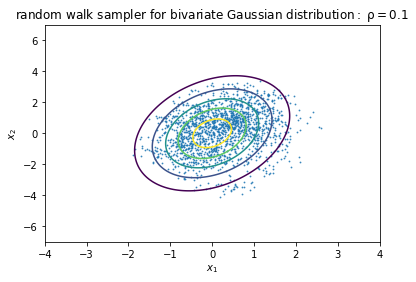 random walk sampler for bivariate Gaussian distribution: ρ = 0.1
6
4
2
0
−2
−4
−6
x₂
−4 −3 −2 −1 0 1 2 3 4
x₁